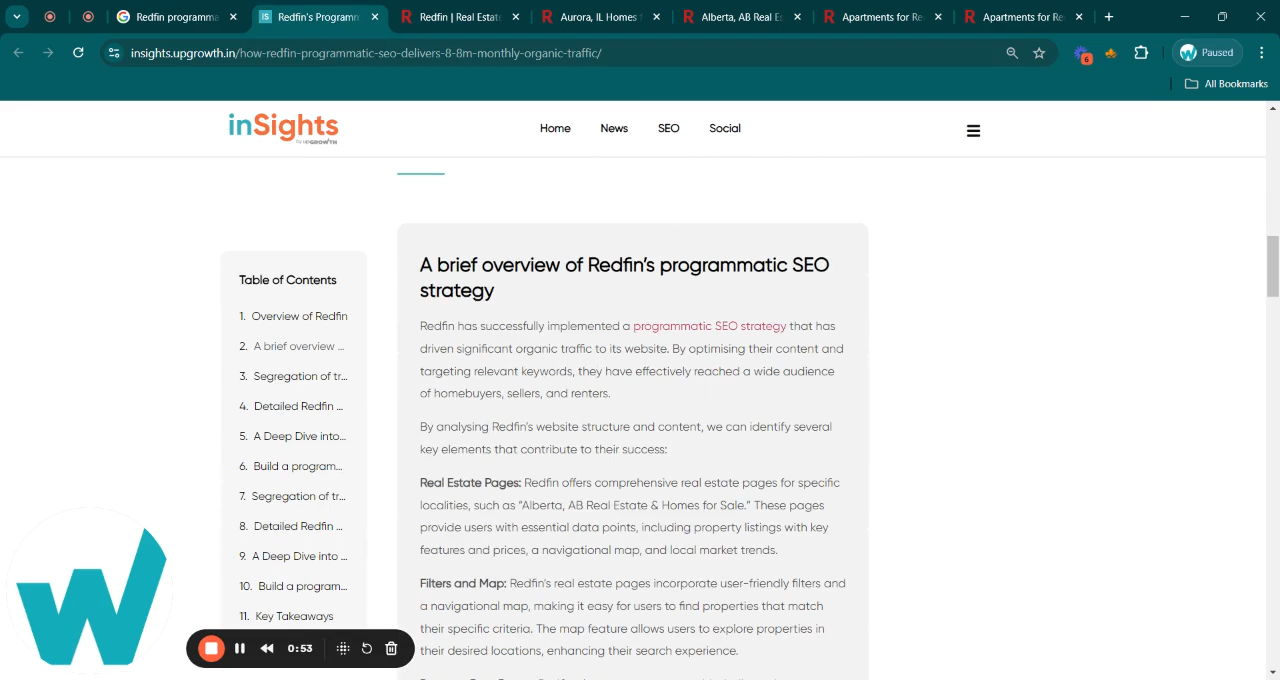 Redfin programma
Redfin's Programm
Redfin | Real Estat
Aurora, IL Homes f
Alberta, AB Real E
Apartments for Re
Apartments for Re
insights.upgrowth.in/how-redfin-programmatic-seo-delivers-8-8m-monthly-organic-traffic/
6
Paused
All Bookmarks
inSights
by upGROWTH
Home
News
SEO
Social
Table of Contents
1. Overview of Redfin
2. A brief overview ...
3. Segregation of tr...
4. Detailed Redfin ...
5. A Deep Dive into...
6. Build a program...
7. Segregation of tr...
8. Detailed Redfin ...
9. A Deep Dive into ...
10. Build a program...
11. Key Takeaways
A brief overview of Redfin's programmatic SEO
strategy
Redfin has successfully implemented a programmatic SEO strategy that has
driven significant organic traffic to its website. By optimising their content and
targeting relevant keywords, they have effectively reached a wide audience
of homebuyers, sellers, and renters.
By analysing Redfin's website structure and content, we can identify several
key elements that contribute to their success:
Real Estate Pages: Redfin offers comprehensive real estate pages for specific
localities, such as "Alberta, AB Real Estate & Homes for Sale." These pages
provide users with essential data points, including property listings with key
features and prices, a navigational map, and local market trends.
Filters and Map: Redfin's real estate pages incorporate user-friendly filters and
a navigational map, making it easy for users to find properties that match
their specific criteria. The map feature allows users to explore properties in
their desired locations, enhancing their search experience.
0:53